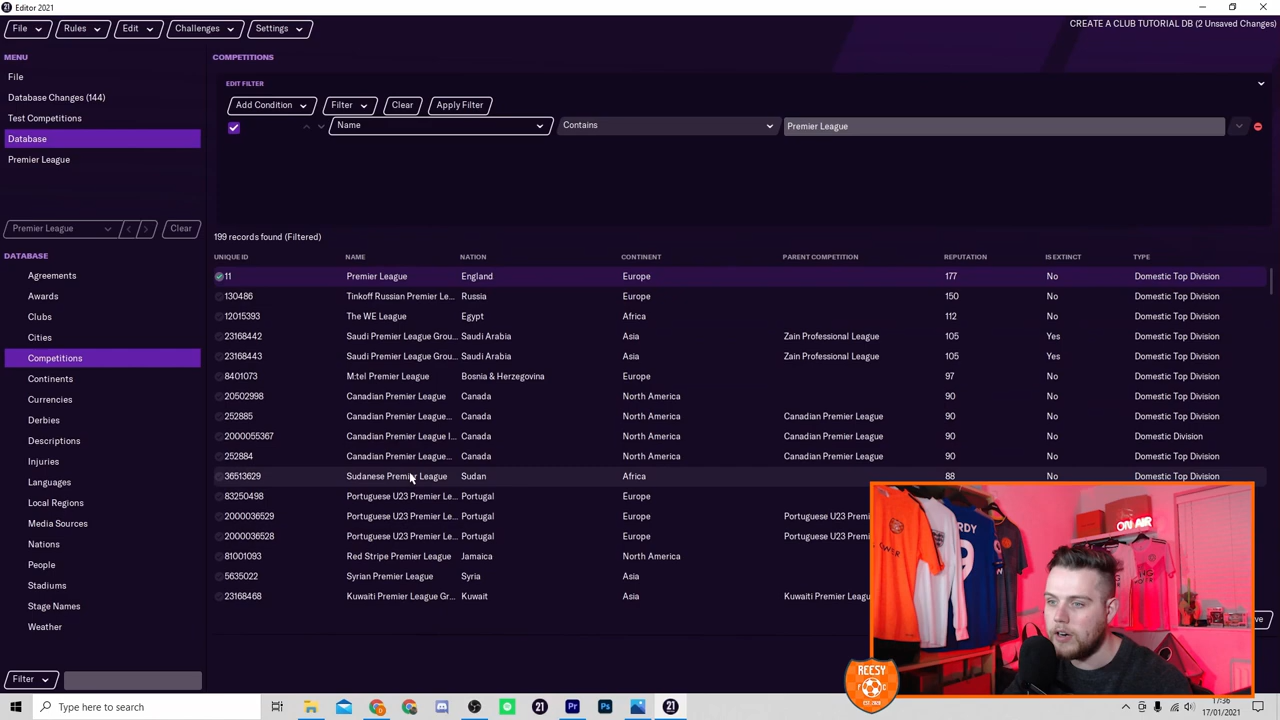 Editor 2021
File Rules Edit Challenges Settings
CREATE A CLUB TUTORIAL DB (2 Unsaved Changes)
MENU
File
Database Changes (144)
Test Competitions
Database
Premier League
Premier League < > Clear
DATABASE
Agreements
Awards
Clubs
Cities
Competitions
Continents
Currencies
Derbies
Descriptions
Injuries
Languages
Local Regions
Media Sources
Nations
People
Stadiums
Stage Names
Weather
Filter
COMPETITIONS
EDIT FILTER
Add Condition Filter Clear Apply Filter
Name Contains Premier League
199 records found (Filtered)
UNIQUE ID NAME NATION CONTINENT PARENT COMPETITION REPUTATION IS EXTINCT TYPE
11 Premier League England Europe 177 No Domestic Top Division
130486 Tinkoff Russian Premier Le... Russia Europe 150 No Domestic Top Division
12015393 The WE League Egypt Africa 112 No Domestic Top Division
23168442 Saudi Premier League Grou... Saudi Arabia Asia Zain Professional League 105 Yes Domestic Top Division
23168443 Saudi Premier League Grou... Saudi Arabia Asia Zain Professional League 105 Yes Domestic Top Division
8401073 M:tel Premier League Bosnia & Herzegovina Europe 97 No Domestic Top Division
20502998 Canadian Premier League Canada North America 90 No Domestic Top Division
252885 Canadian Premier League... Canada North America Canadian Premier League 90 No Domestic Top Division
2000055367 Canadian Premier League I... Canada North America Canadian Premier League 90 No Domestic Division
252884 Canadian Premier League... Canada North America Canadian Premier League 90 No Domestic Top Division
36513629 Sudanese Premier League Sudan Africa 88 No Domestic Top Division
83250498 Portuguese U23 Premier Le... Portugal Europe
2000036529 Portuguese U23 Premier Le... Portugal Europe Portuguese U23 Premi
2000036528 Portuguese U23 Premier Le... Portugal Europe Portuguese U23 Premi
81001093 Red Stripe Premier League Jamaica North America
5635022 Syrian Premier League Syria Asia
23168468 Kuwaiti Premier League Gr... Kuwait Asia Kuwaiti Premier Leagu
ON AIR
RDY
9
REESY
Type here to search
17:36
17/01/2021